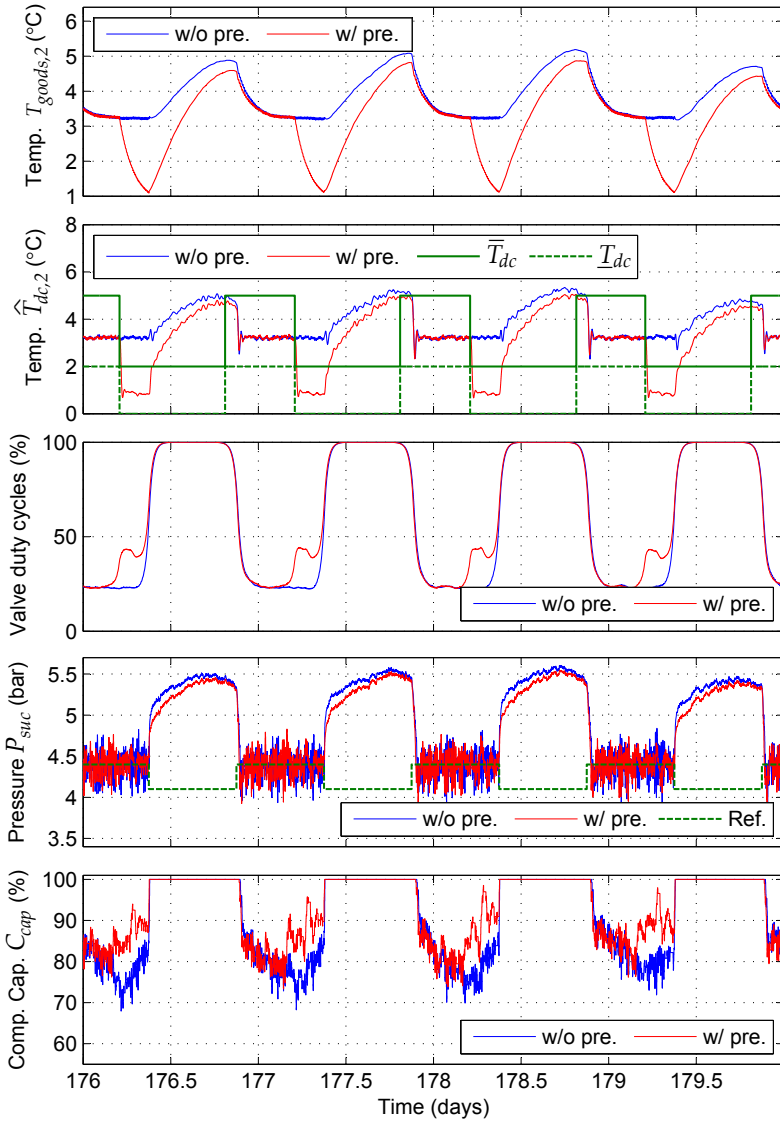 Temp. T_goods,2 (°C)
6
5
4
3
2
1
w/o pre. w/ pre.
Temp. T̂_dc,2 (°C)
8
6
4
2
0
w/o pre. w/ pre. T̅_dc T̲_dc
Valve duty cycles (%)
100
50
0
w/o pre. w/ pre.
Pressure P_suc (bar)
5.5
5
4.5
4
3.5
w/o pre. w/ pre. Ref.
Comp. Cap. C_cap (%)
100
90
80
70
60
w/o pre. w/ pre.
176 176.5 177 177.5 178 178.5 179 179.5
Time (days)